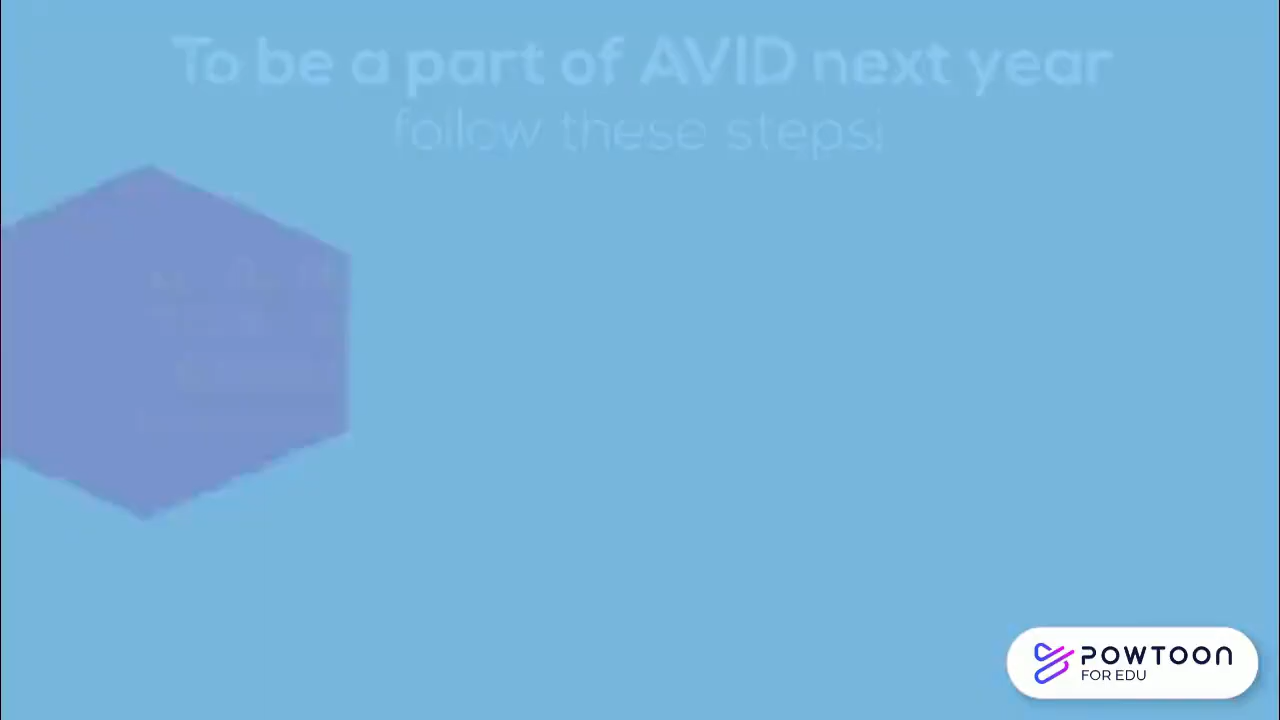 To be a part of AVID next year
follow these steps:
POWTOON
FOR EDU